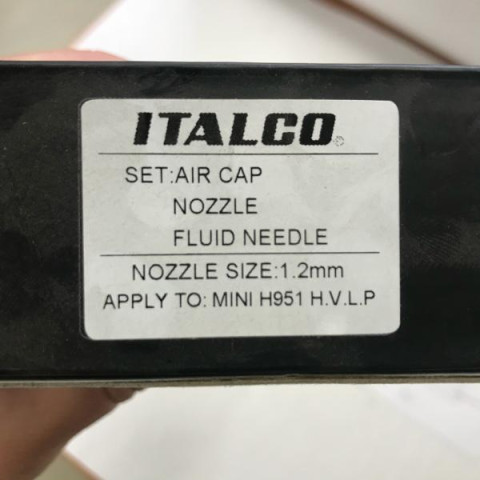 ITALCO®
SET:AIR CAP
NOZZLE
FLUID NEEDLE
NOZZLE SIZE:1.2mm
APPLY TO: MINI H951 H.V.L.P